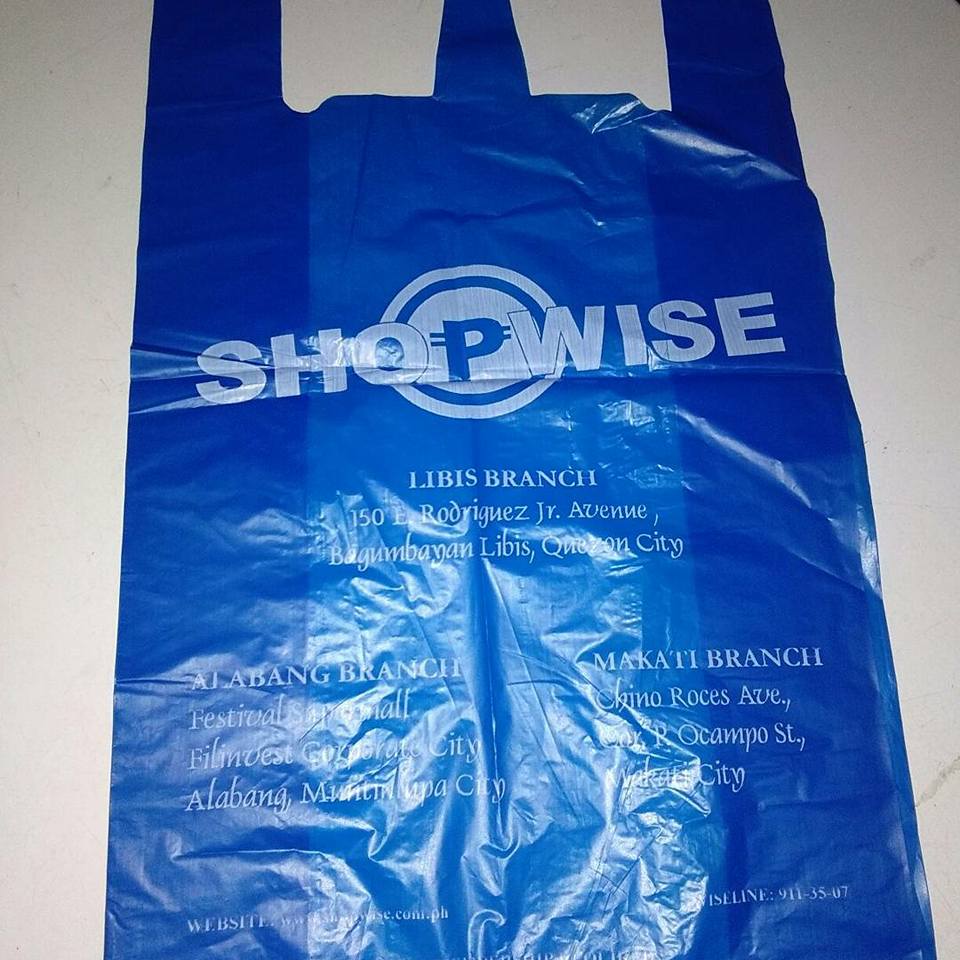 SHOPWISE
LIBIS BRANCH
150 E. Rodriguez Jr. Avenue ,
Bagumbayan Libis, Quezon City
ALABANG BRANCH
Festival Supermall
Filinvest Corporate City
Alabang, Muntinlupa City
MAKATI BRANCH
Chino Roces Ave.,
Cor. P. Ocampo St.,
Makati City
WEBSITE: www.shopwise.com.ph
WISELINE: 911-35-07